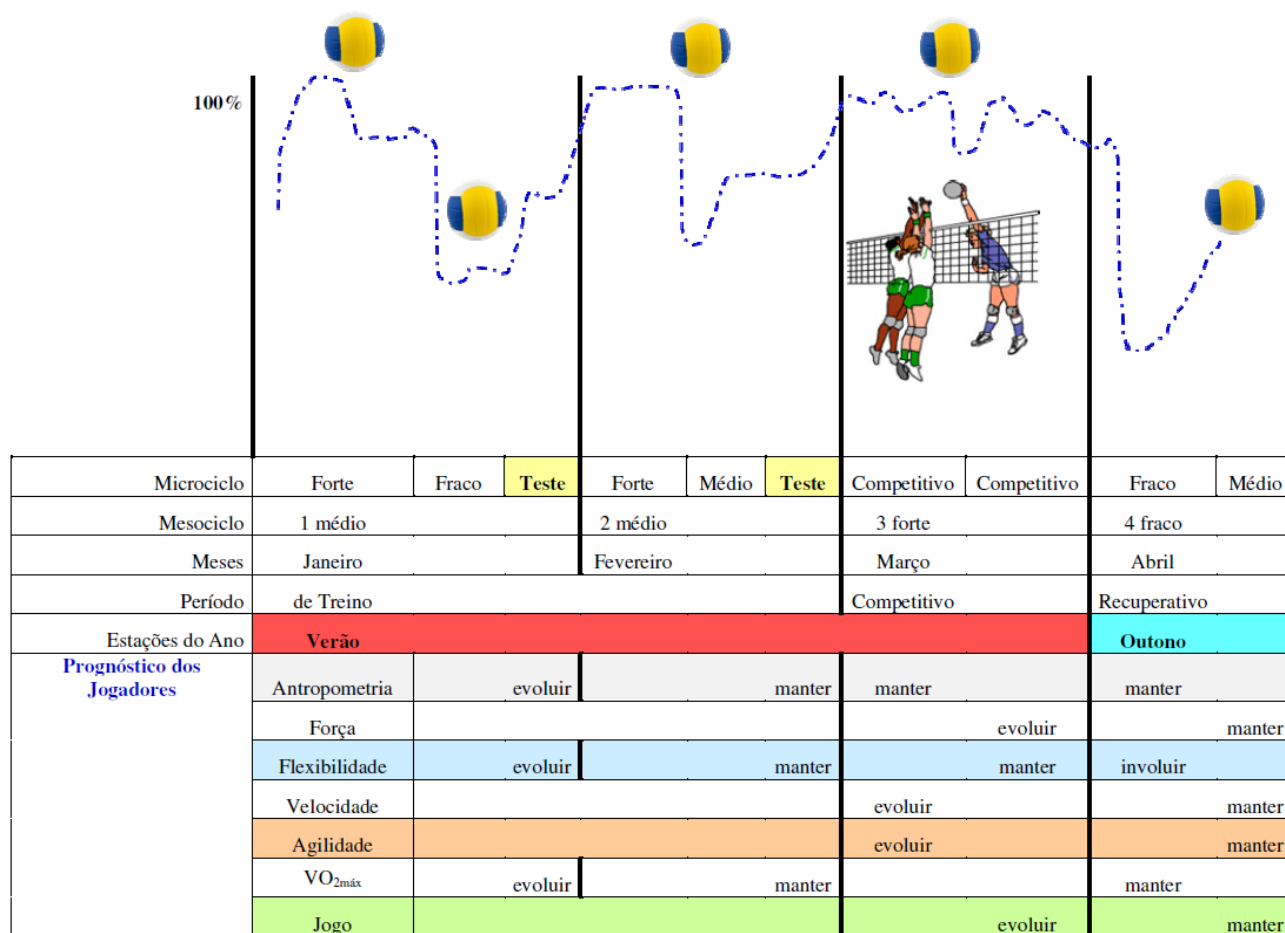 100%
Microciclo Forte Fraco Teste Forte Médio Teste Competitivo Competitivo Fraco Médio
Mesociclo 1 médio 2 médio 3 forte 4 fraco
Meses Janeiro Fevereiro Março Abril
Período de Treino Competitivo Recuperativo
Estações do Ano Verão Outono
Prognóstico dos
Jogadores Antropometria evoluir manter manter manter
Força evoluir manter
Flexibilidade evoluir manter manter involuir
Velocidade evoluir manter
Agilidade evoluir manter
VO2máx evoluir manter manter
Jogo evoluir manter